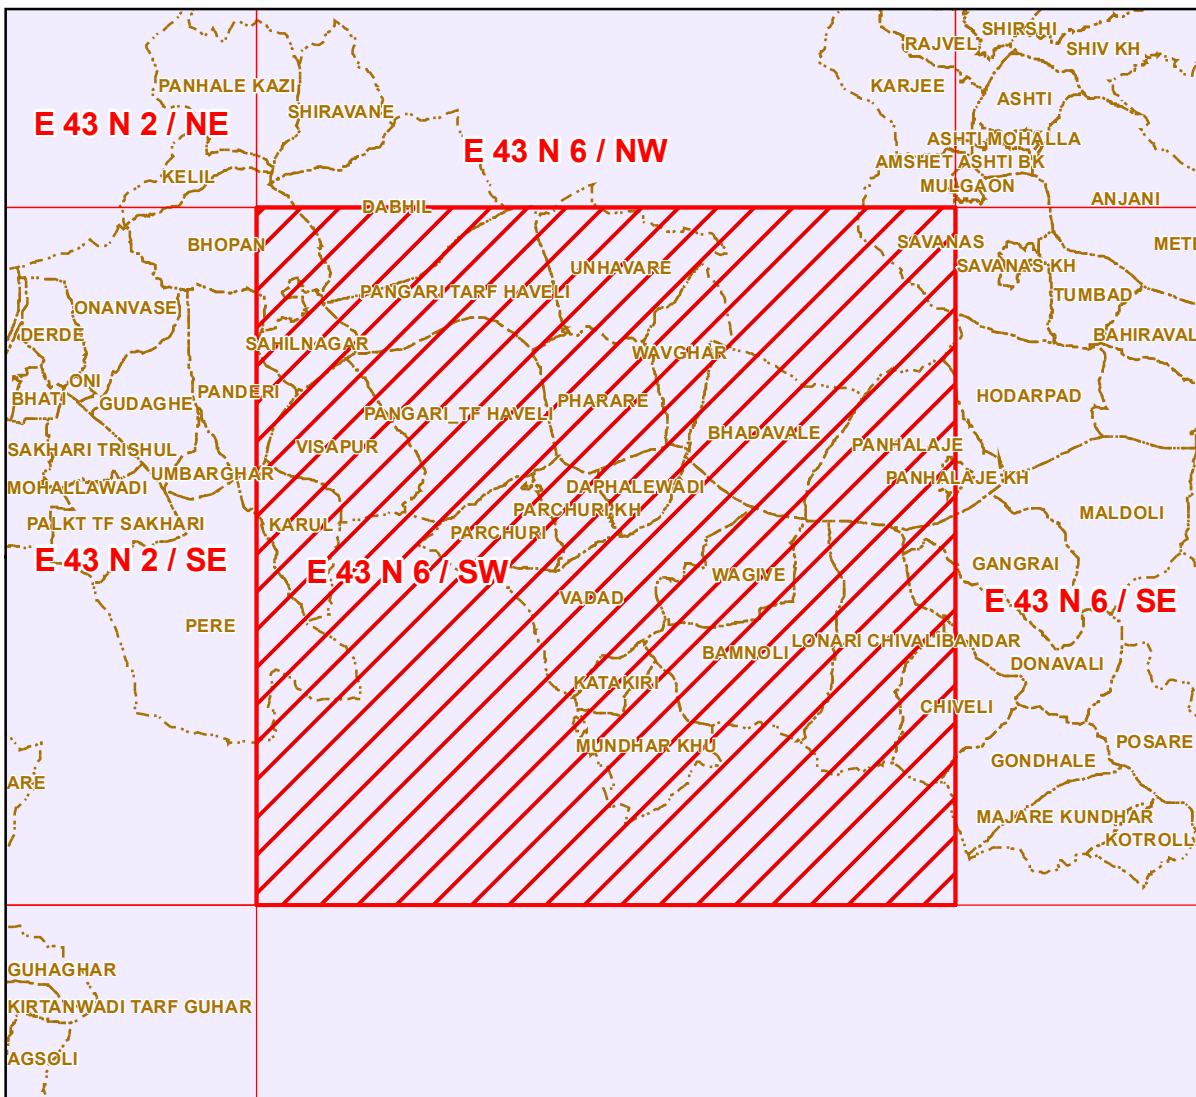 SHIRSHI
RAJVEL
SHIV KH
PANHALE KAZI
KARJEE
ASHTI
SHIRAVANE
E 43 N 2 / NE
ASHTI MOHALLA
E 43 N 6 / NW
AMSHET ASHTI BK
KELIL
MULGAON
ANJANI
DABHIL
BHOPAN
SAVANAS
METE
UNHAVARE
SAVANAS KH
PANGARI TARF HAVELI
TUMBAD
ONANVASE
DERDE
BAHIRAVAL
SAHILNAGAR
WAVGHAR
ONI
PANDERI
HODARPAD
BHATI
GUDAGHE
PHARARE
PANGARI_TF HAVELI
BHADAVALE
PANHALAJE
SAKHARI TRISHUL
VISAPUR
UMBARGHAR
PANHALAJE KH
MOHALLAWADI
DAPHALEWADI
PARCHURI KH
MALDOLI
PALKT TF SAKHARI
KARUL
PARCHURI
E 43 N 2 / SE
E 43 N 6 / SW
GANGRAI
WAGIVE
VADAD
E 43 N 6 / SE
PERE
LONARI CHIVALIBANDAR
BAMNOLI
DONAVALI
KATAKIRI
CHIVELI
MUNDHAR KHU
POSARE
GONDHALE
ARE
MAJARE KUNDHAR
KOTROLL
GUHAGHAR
KIRTANWADI TARF GUHAR
AGSOLI